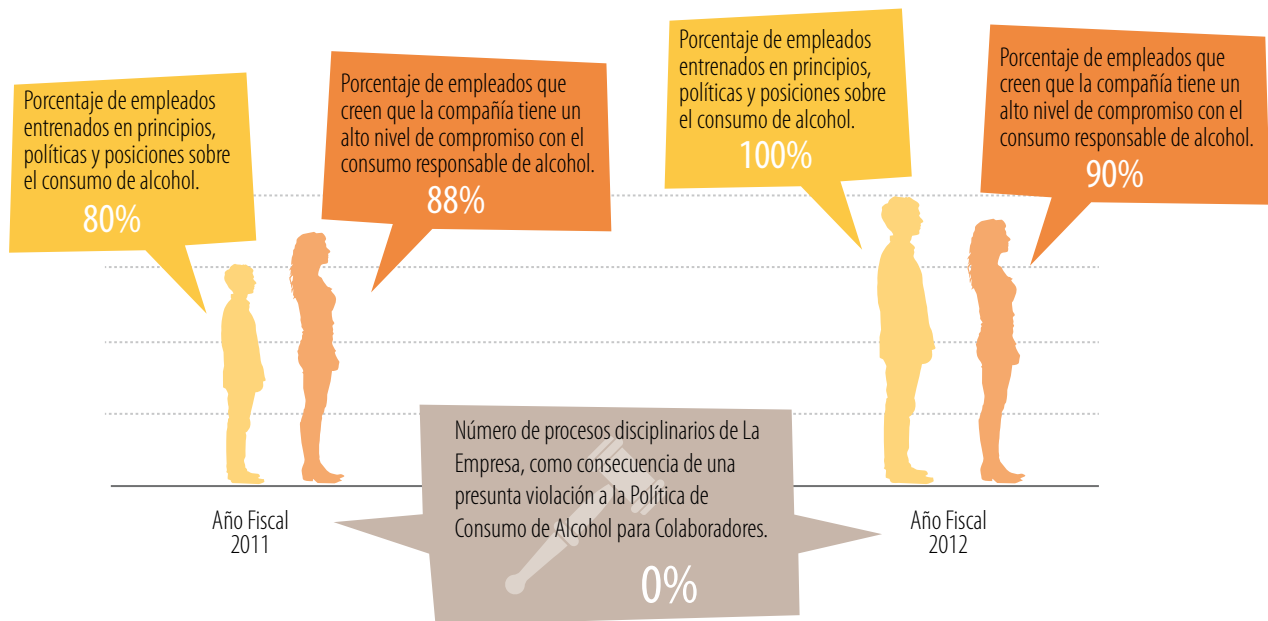 Porcentaje de empleados
entrenados en principios,
políticas y posiciones sobre
el consumo de alcohol.
80%
Porcentaje de empleados que
creen que la compañía tiene un
alto nivel de compromiso con el
consumo responsable de alcohol.
88%
Porcentaje de empleados
entrenados en principios,
políticas y posiciones sobre
el consumo de alcohol.
100%
Porcentaje de empleados que
creen que la compañía tiene un
alto nivel de compromiso con el
consumo responsable de alcohol.
90%
Número de procesos disciplinarios de La
Empresa, como consecuencia de una
presunta violación a la Política de
Consumo de Alcohol para Colaboradores.
0%
Año Fiscal
2011
Año Fiscal
2012